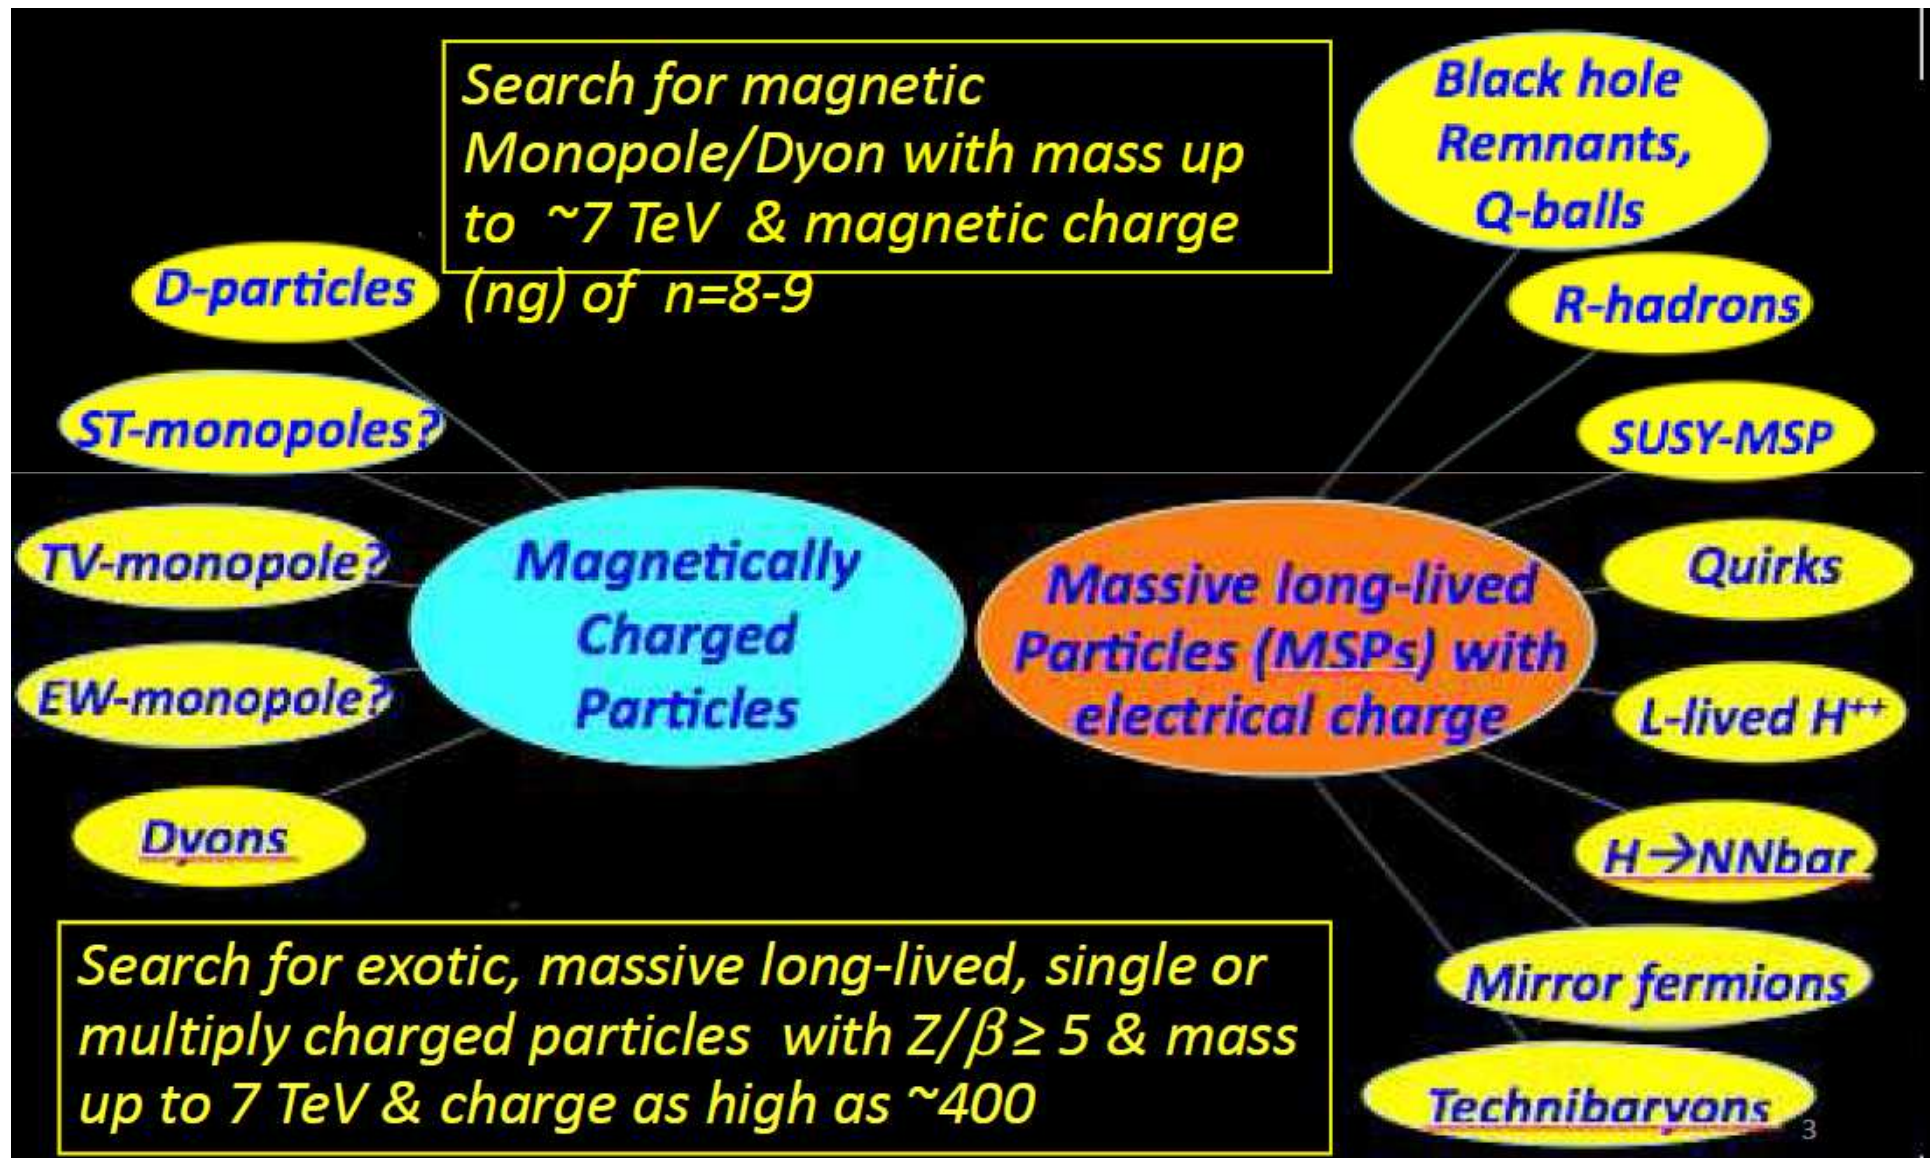 Search for magnetic
Monopole/Dyon with mass up
to ~7 TeV & magnetic charge
(ng) of n=8-9
D-particles
ST-monopoles?
TV-monopole?
EW-monopole?
Dyons
Magnetically
Charged
Particles
Massive long-lived
Particles (MSPs) with
electrical charge
Black hole
Remnants,
Q-balls
R-hadrons
SUSY-MSP
Quirks
L-lived H⁺⁺
H→NNbar
Mirror fermions
Technibaryons
Search for exotic, massive long-lived, single or
multiply charged particles with Z/β ≥ 5 & mass
up to 7 TeV & charge as high as ~400
3